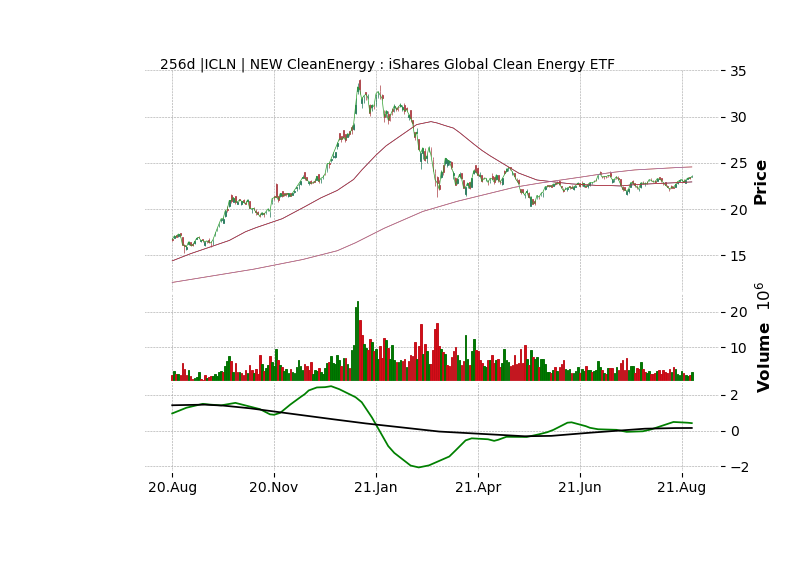 256d |ICLN | NEW CleanEnergy : iShares Global Clean Energy ETF
35
30
25
20
15
Price
20
10
Volume 10^6
2
0
−2
20.Aug 20.Nov 21.Jan 21.Apr 21.Jun 21.Aug